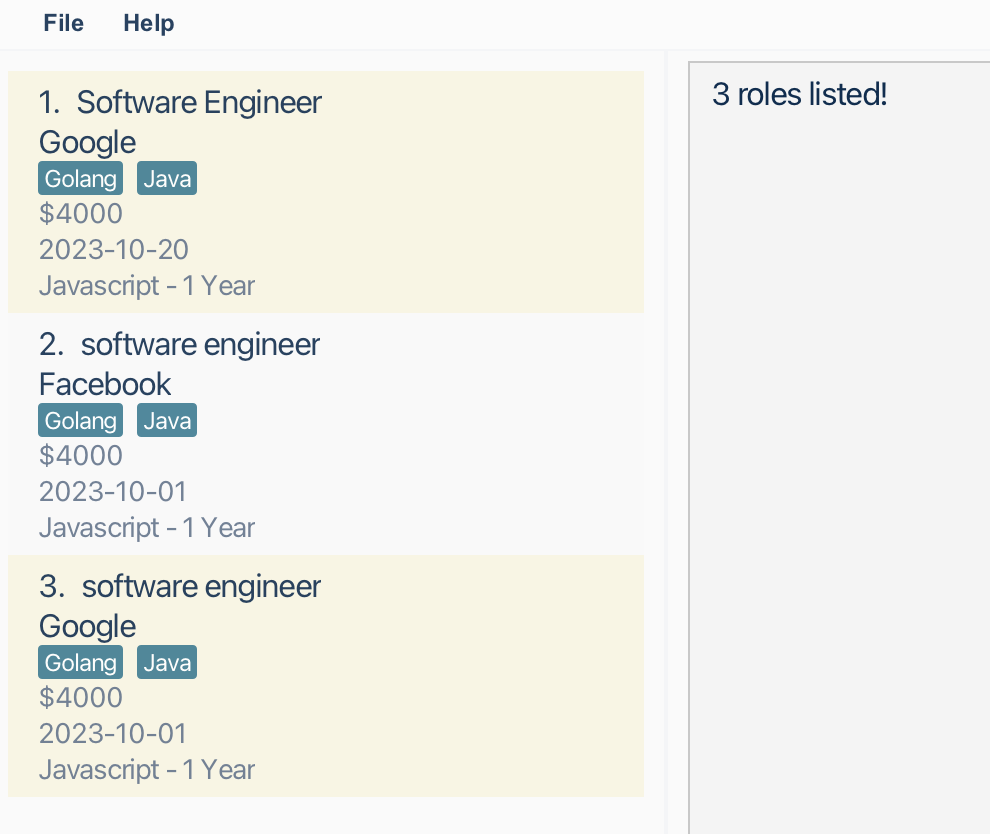 File Help
1. Software Engineer
Google
Golang Java
$4000
2023-10-20
Javascript - 1 Year
2. software engineer
Facebook
Golang Java
$4000
2023-10-01
Javascript - 1 Year
3. software engineer
Google
Golang Java
$4000
2023-10-01
Javascript - 1 Year
3 roles listed!